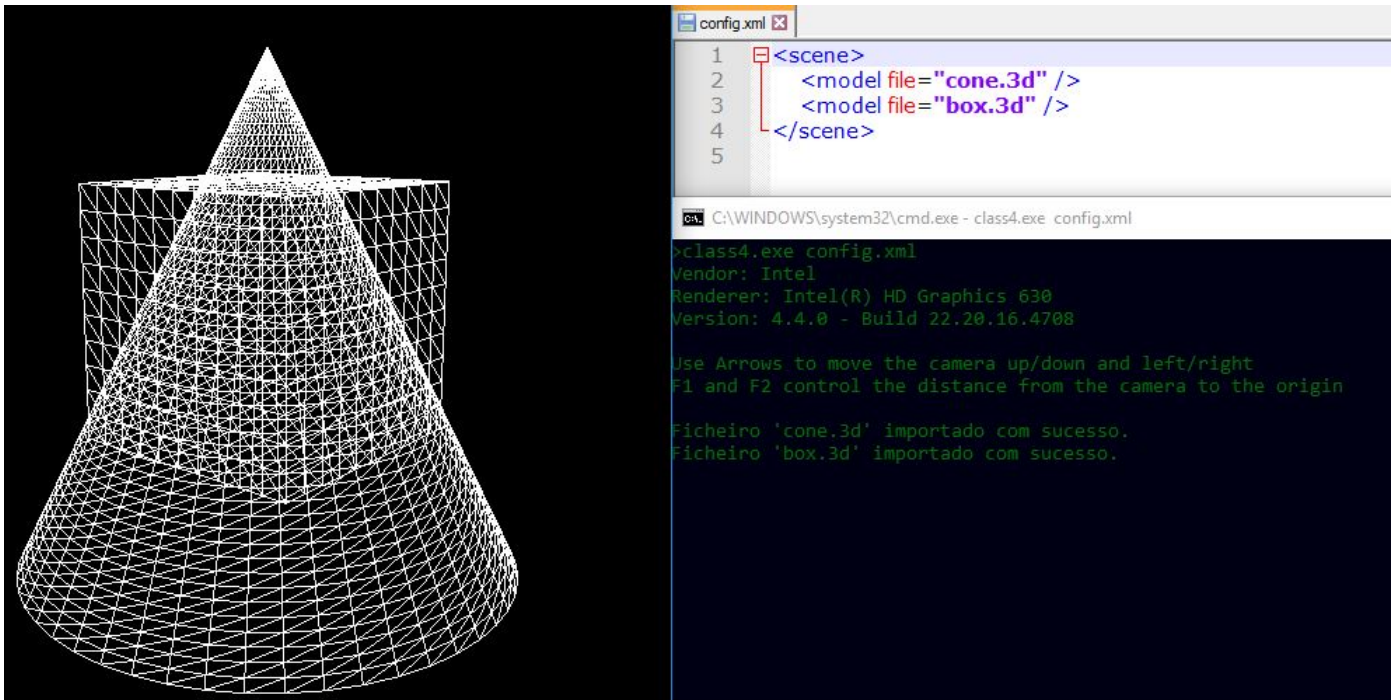 config.xml
1 <scene>
2 <model file="cone.3d" />
3 <model file="box.3d" />
4 </scene>
5
C:\WINDOWS\system32\cmd.exe - class4.exe config.xml
>class4.exe config.xml
Vendor: Intel
Renderer: Intel(R) HD Graphics 630
Version: 4.4.0 - Build 22.20.16.4708
Use Arrows to move the camera up/down and left/right
F1 and F2 control the distance from the camera to the origin
Ficheiro 'cone.3d' importado com sucesso.
Ficheiro 'box.3d' importado com sucesso.